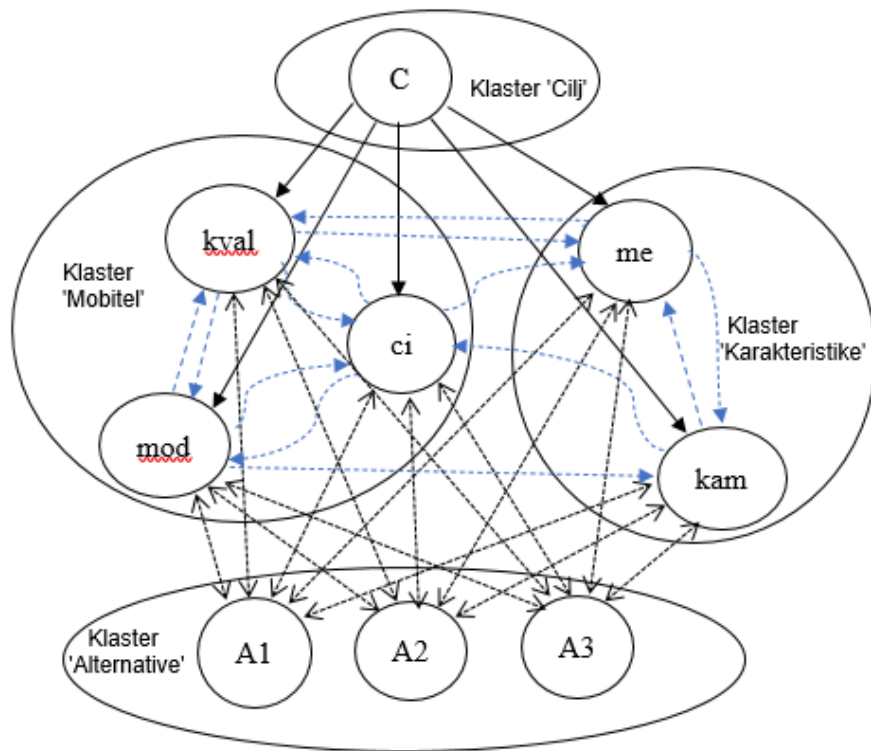 C
Klaster 'Cilj'
kval
me
Klaster
'Mobitel'
ci
Klaster
'Karakteristike'
mod
kam
Klaster
'Alternative'
A1
A2
A3